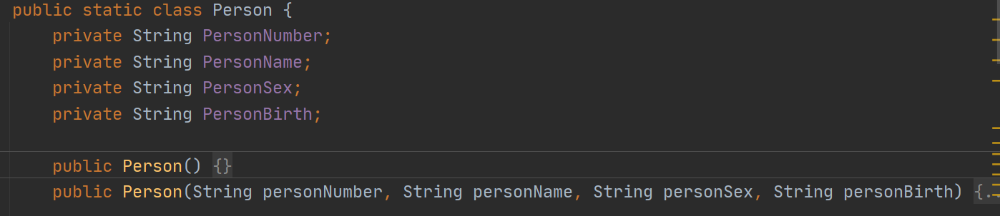 public static class Person {
private String PersonNumber;
private String PersonName;
private String PersonSex;
private String PersonBirth;
public Person() {}
public Person(String personNumber, String personName, String personSex, String personBirth) {..